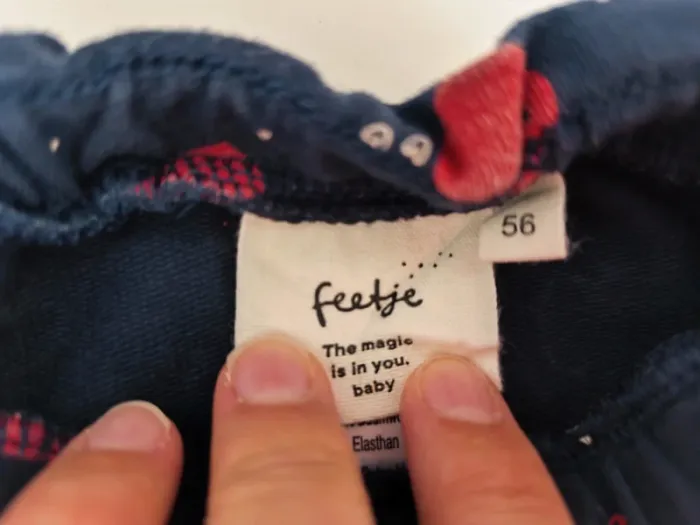 56
feetje
The magic
is in you,
baby
Elasthan